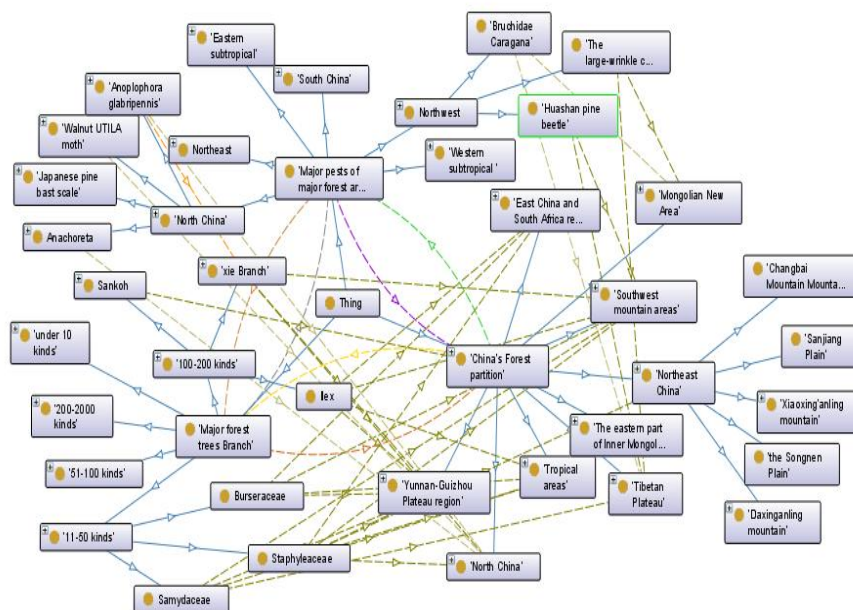 'Eastern
subtropical'
'South China'
'Bruchidae
Caragana'
'The
large-wrinkle c...
'Anoplophora
glabripennis'
Northwest
'Huashan pine
beetle'
'Walnut UTILA
moth'
Northeast
'Major pests of
major forest ar...
'Western
subtropical '
'Japanese pine
bast scale'
'North China'
'East China and
South Africa re...
'Mongolian New
Area'
Anachoreta
'xie Branch'
Sankoh
Thing
'Southwest
mountain areas'
'Changbai
Mountain Mounta...
'under 10
kinds'
'100-200 kinds'
'China's Forest
partition'
'Northeast
China'
'Sanjiang
Plain'
'200-2000
kinds'
Ilex
'Major forest
trees Branch'
'The eastern part
of Inner Mongol...
'Xiaoxing'anling
mountain'
'51-100 kinds'
'the Songnen
Plain'
Burseraceae
'Yunnan-Guizhou
Plateau region'
'Tropical
areas'
'Tibetan
Plateau'
'Daxinganling
mountain'
'11-50 kinds'
Staphyleaceae
'North China'
Samydaceae